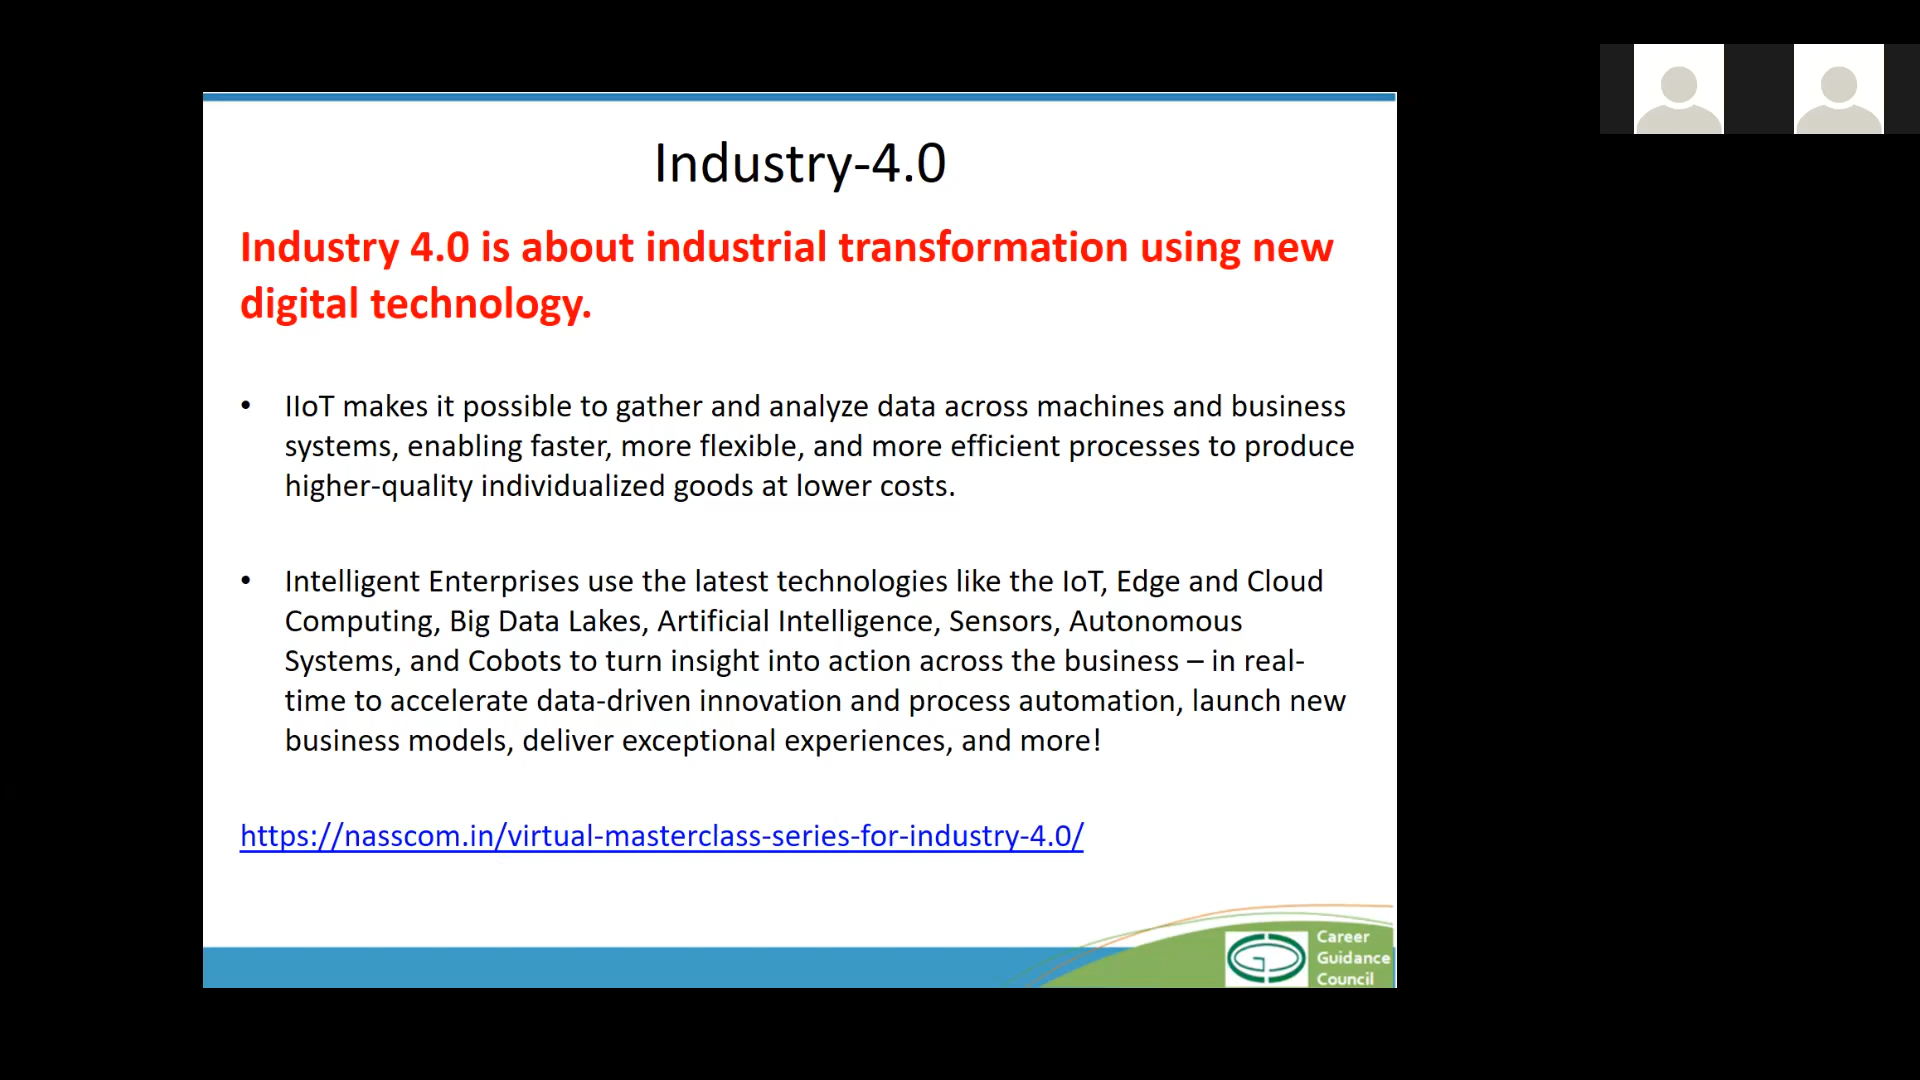 Industry-4.0
Industry 4.0 is about industrial transformation using new
digital technology.
• IIoT makes it possible to gather and analyze data across machines and business
systems, enabling faster, more flexible, and more efficient processes to produce
higher-quality individualized goods at lower costs.
• Intelligent Enterprises use the latest technologies like the IoT, Edge and Cloud
Computing, Big Data Lakes, Artificial Intelligence, Sensors, Autonomous
Systems, and Cobots to turn insight into action across the business – in real-
time to accelerate data-driven innovation and process automation, launch new
business models, deliver exceptional experiences, and more!
https://nasscom.in/virtual-masterclass-series-for-industry-4.0/
Career
Guidance
Council